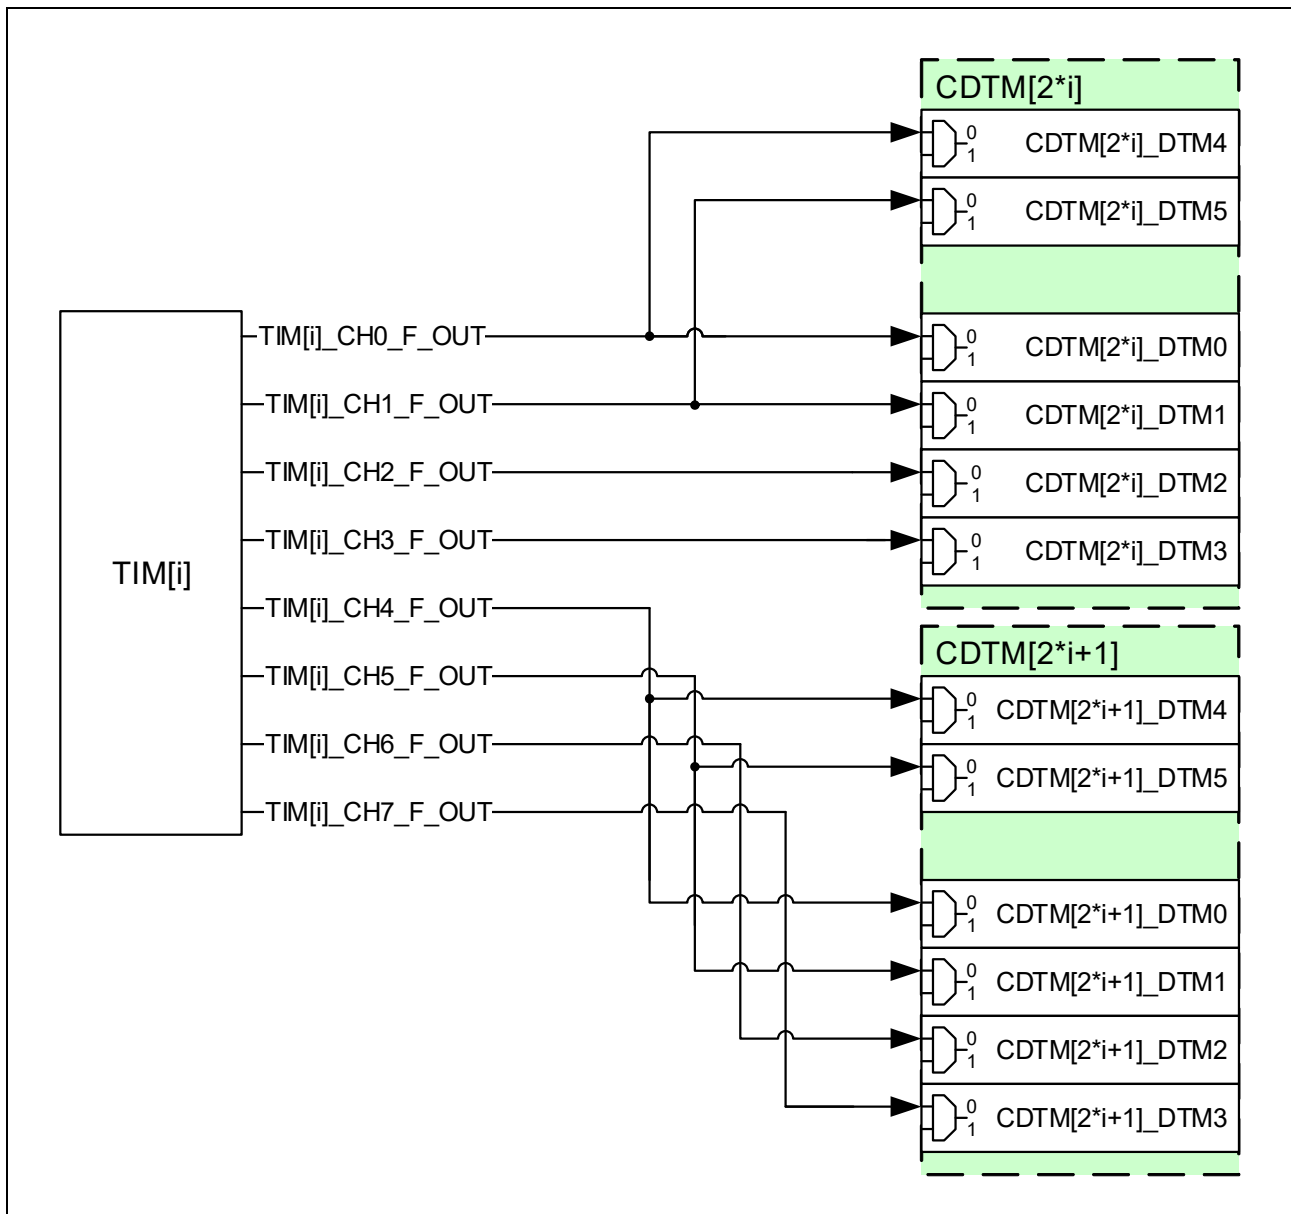 CDTM[2*i]
0
1
CDTM[2*i]_DTM4
0
1
CDTM[2*i]_DTM5
TIM[i]_CH0_F_OUT
0
1
CDTM[2*i]_DTM0
TIM[i]_CH1_F_OUT
0
1
CDTM[2*i]_DTM1
TIM[i]_CH2_F_OUT
0
1
CDTM[2*i]_DTM2
TIM[i]_CH3_F_OUT
0
1
CDTM[2*i]_DTM3
TIM[i]
TIM[i]_CH4_F_OUT
TIM[i]_CH5_F_OUT
TIM[i]_CH6_F_OUT
TIM[i]_CH7_F_OUT
CDTM[2*i+1]
0
1
CDTM[2*i+1]_DTM4
0
1
CDTM[2*i+1]_DTM5
0
1
CDTM[2*i+1]_DTM0
0
1
CDTM[2*i+1]_DTM1
0
1
CDTM[2*i+1]_DTM2
0
1
CDTM[2*i+1]_DTM3